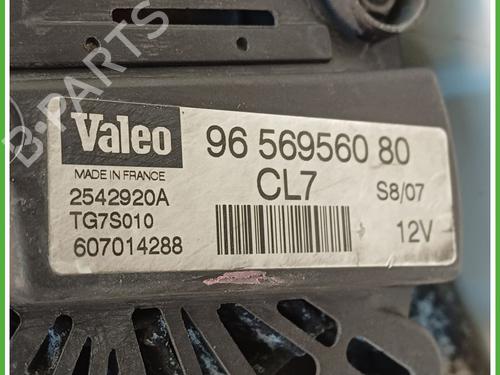 B-PARTS
Valeo
96 569560 80
MADE IN FRANCE
CL7
S8/07
2542920A
TG7S010
607014288
12V